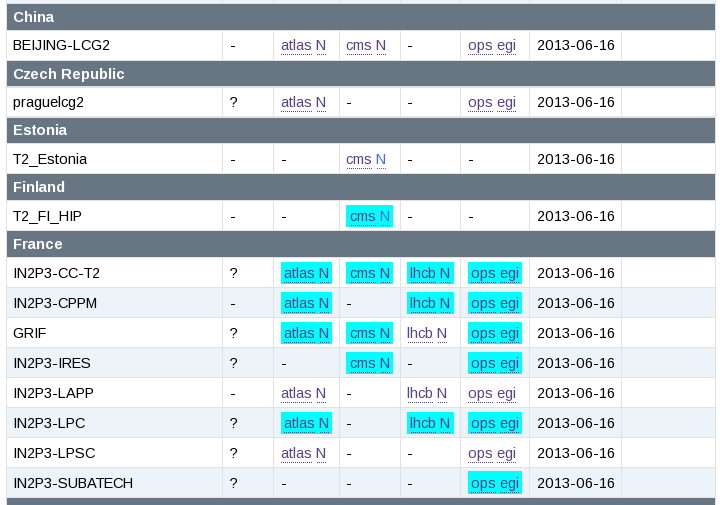 China
BEIJING-LCG2 - atlas N cms N - ops egi 2013-06-16
Czech Republic
praguelcg2 ? atlas N - - ops egi 2013-06-16
Estonia
T2_Estonia - - cms N - - 2013-06-16
Finland
T2_FI_HIP - - cms N - - 2013-06-16
France
IN2P3-CC-T2 ? atlas N cms N lhcb N ops egi 2013-06-16
IN2P3-CPPM - atlas N - lhcb N ops egi 2013-06-16
GRIF ? atlas N cms N lhcb N ops egi 2013-06-16
IN2P3-IRES ? - cms N - ops egi 2013-06-16
IN2P3-LAPP - atlas N - lhcb N ops egi 2013-06-16
IN2P3-LPC ? atlas N - lhcb N ops egi 2013-06-16
IN2P3-LPSC ? atlas N - - ops egi 2013-06-16
IN2P3-SUBATECH ? - - - ops egi 2013-06-16